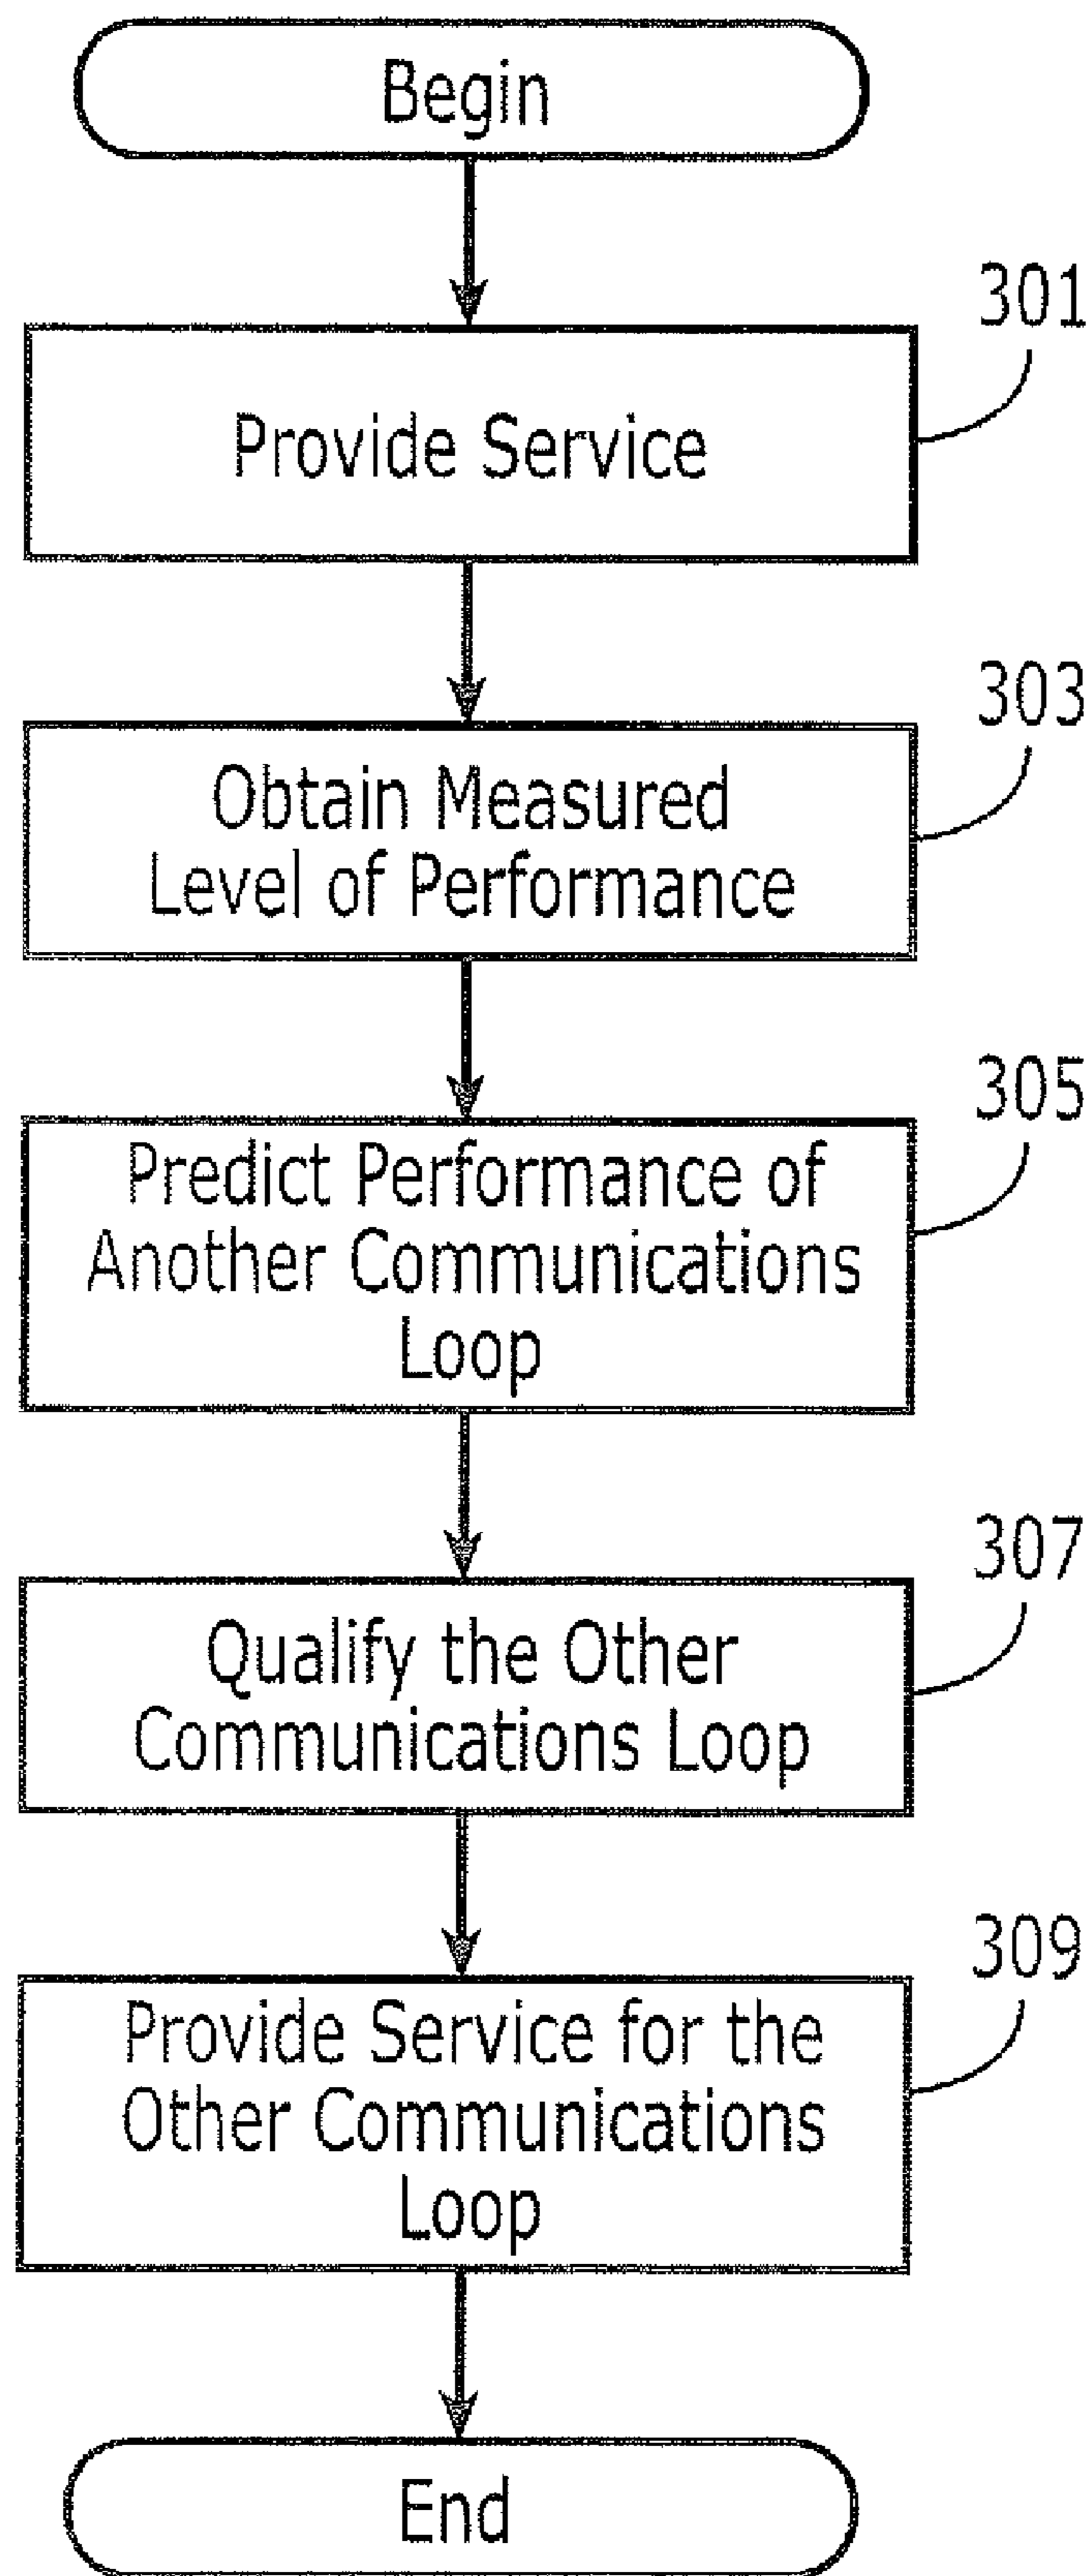 Begin
301
Provide Service
303
Obtain Measured
Level of Performance
305
Predict Performance of
Another Communications
Loop
307
Qualify the Other
Communications Loop
309
Provide Service for the
Other Communications
Loop
End